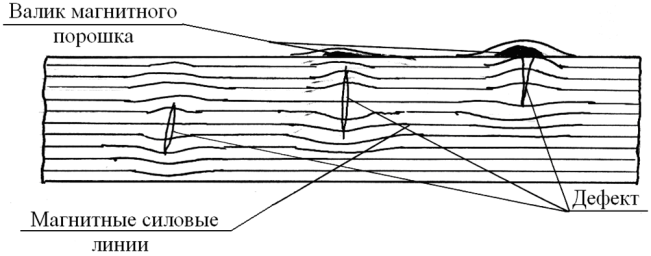 Валик магнитного
порошка
Дефект
Магнитные силовые
линии